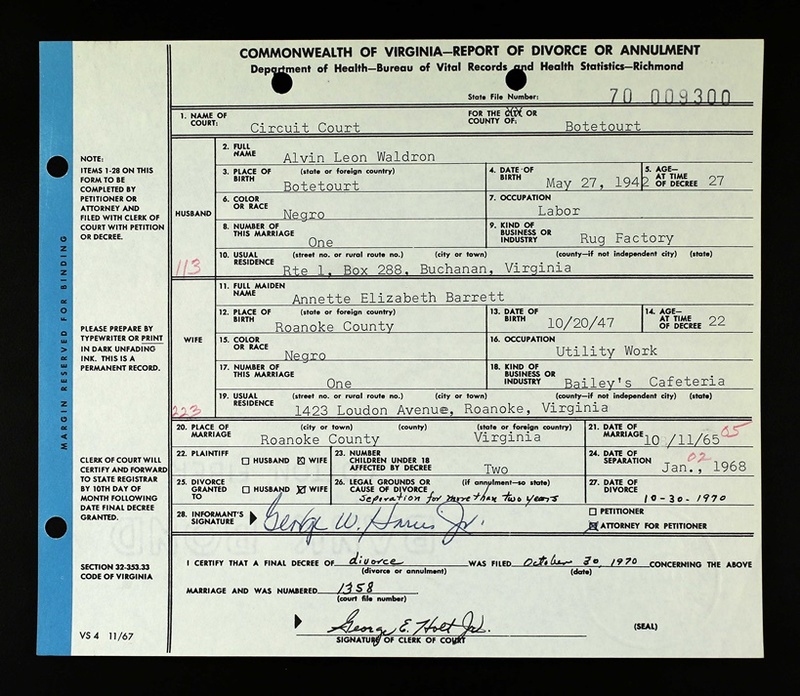 COMMONWEALTH OF VIRGINIA—REPORT OF DIVORCE OR ANNULMENT
Department of Health—Bureau of Vital Records and Health Statistics—Richmond
State File Number: 70 009300
1. NAME OF COURT: Circuit Court FOR THE CITY OR COUNTY OF: Botetourt
NOTE:
ITEMS 1-28 ON THIS
FORM TO BE
COMPLETED BY
PETITIONER OR
ATTORNEY AND
FILED WITH CLERK OF
COURT WITH PETITION
OR DECREE.
HUSBAND
2. FULL NAME Alvin Leon Waldron
3. PLACE OF BIRTH (state or foreign country) Botetourt 4. DATE OF BIRTH May 27, 1942 5. AGE— AT TIME OF DECREE 27
6. COLOR OR RACE Negro 7. OCCUPATION Labor
8. NUMBER OF THIS MARRIAGE One 9. KIND OF BUSINESS OR INDUSTRY Rug Factory
113
10. USUAL RESIDENCE (street no. or rural route no.) (city or town) (county—if not independent city) (state)
Rte 1, Box 288, Buchanan, Virginia
MARGIN RESERVED FOR BINDING
PLEASE PREPARE BY
TYPEWRITER OR PRINT
IN DARK UNFADING
INK. THIS IS A
PERMANENT RECORD.
WIFE
11. FULL MAIDEN NAME Annette Elizabeth Barrett
12. PLACE OF BIRTH (state or foreign country) Roanoke County 13. DATE OF BIRTH 10/20/47 14. AGE— AT TIME OF DECREE 22
15. COLOR OR RACE Negro 16. OCCUPATION Utility Work
17. NUMBER OF THIS MARRIAGE One 18. KIND OF BUSINESS OR INDUSTRY Bailey's Cafeteria
223
19. USUAL RESIDENCE (street no. or rural route no.) (city or town) (county—if not independent city) (state)
1423 Loudon Avenue, Roanoke, Virginia
20. PLACE OF MARRIAGE (city or town) (county) (state or foreign country) Roanoke County Virginia 21. DATE OF MARRIAGE 10/11/65 05
22. PLAINTIFF HUSBAND WIFE 23. NUMBER CHILDREN UNDER 18 AFFECTED BY DECREE Two 24. DATE OF SEPARATION 02 Jan., 1968
25. DIVORCE GRANTED TO HUSBAND WIFE 26. LEGAL GROUNDS OR CAUSE OF DIVORCE (if annulment—so state) Seperation for more than two years 27. DATE OF DIVORCE 10-30-1970
28. INFORMANT'S SIGNATURE George W. Harris Jr. PETITIONER
ATTORNEY FOR PETITIONER
CLERK OF COURT WILL
CERTIFY AND FORWARD
TO STATE REGISTRAR
BY 10TH DAY OF
MONTH FOLLOWING
DATE FINAL DECREE
GRANTED.
SECTION 32-353.33
CODE OF VIRGINIA
I CERTIFY THAT A FINAL DECREE OF divorce WAS FILED October 30, 1970 CONCERNING THE ABOVE
(divorce or annulment) (date)
MARRIAGE AND WAS NUMBERED 1358
(court file number)
George E. Holt Jr. (SEAL)
SIGNATURE OF CLERK OF COURT
VS 4 11/67